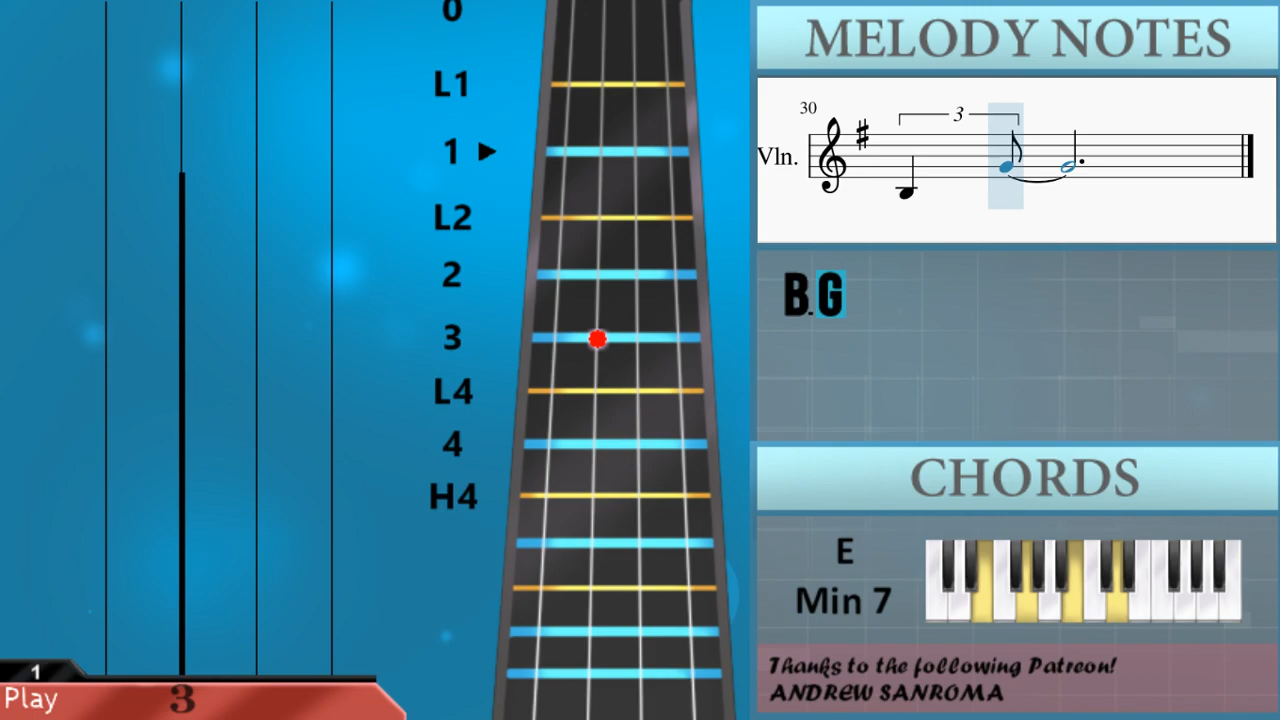 0
L1
1
L2
2
3
L4
4
H4
1
Play
3
MELODY NOTES
30
3
Vln.
B.G
CHORDS
E
Min 7
Thanks to the following Patreon!
ANDREW SANROMA